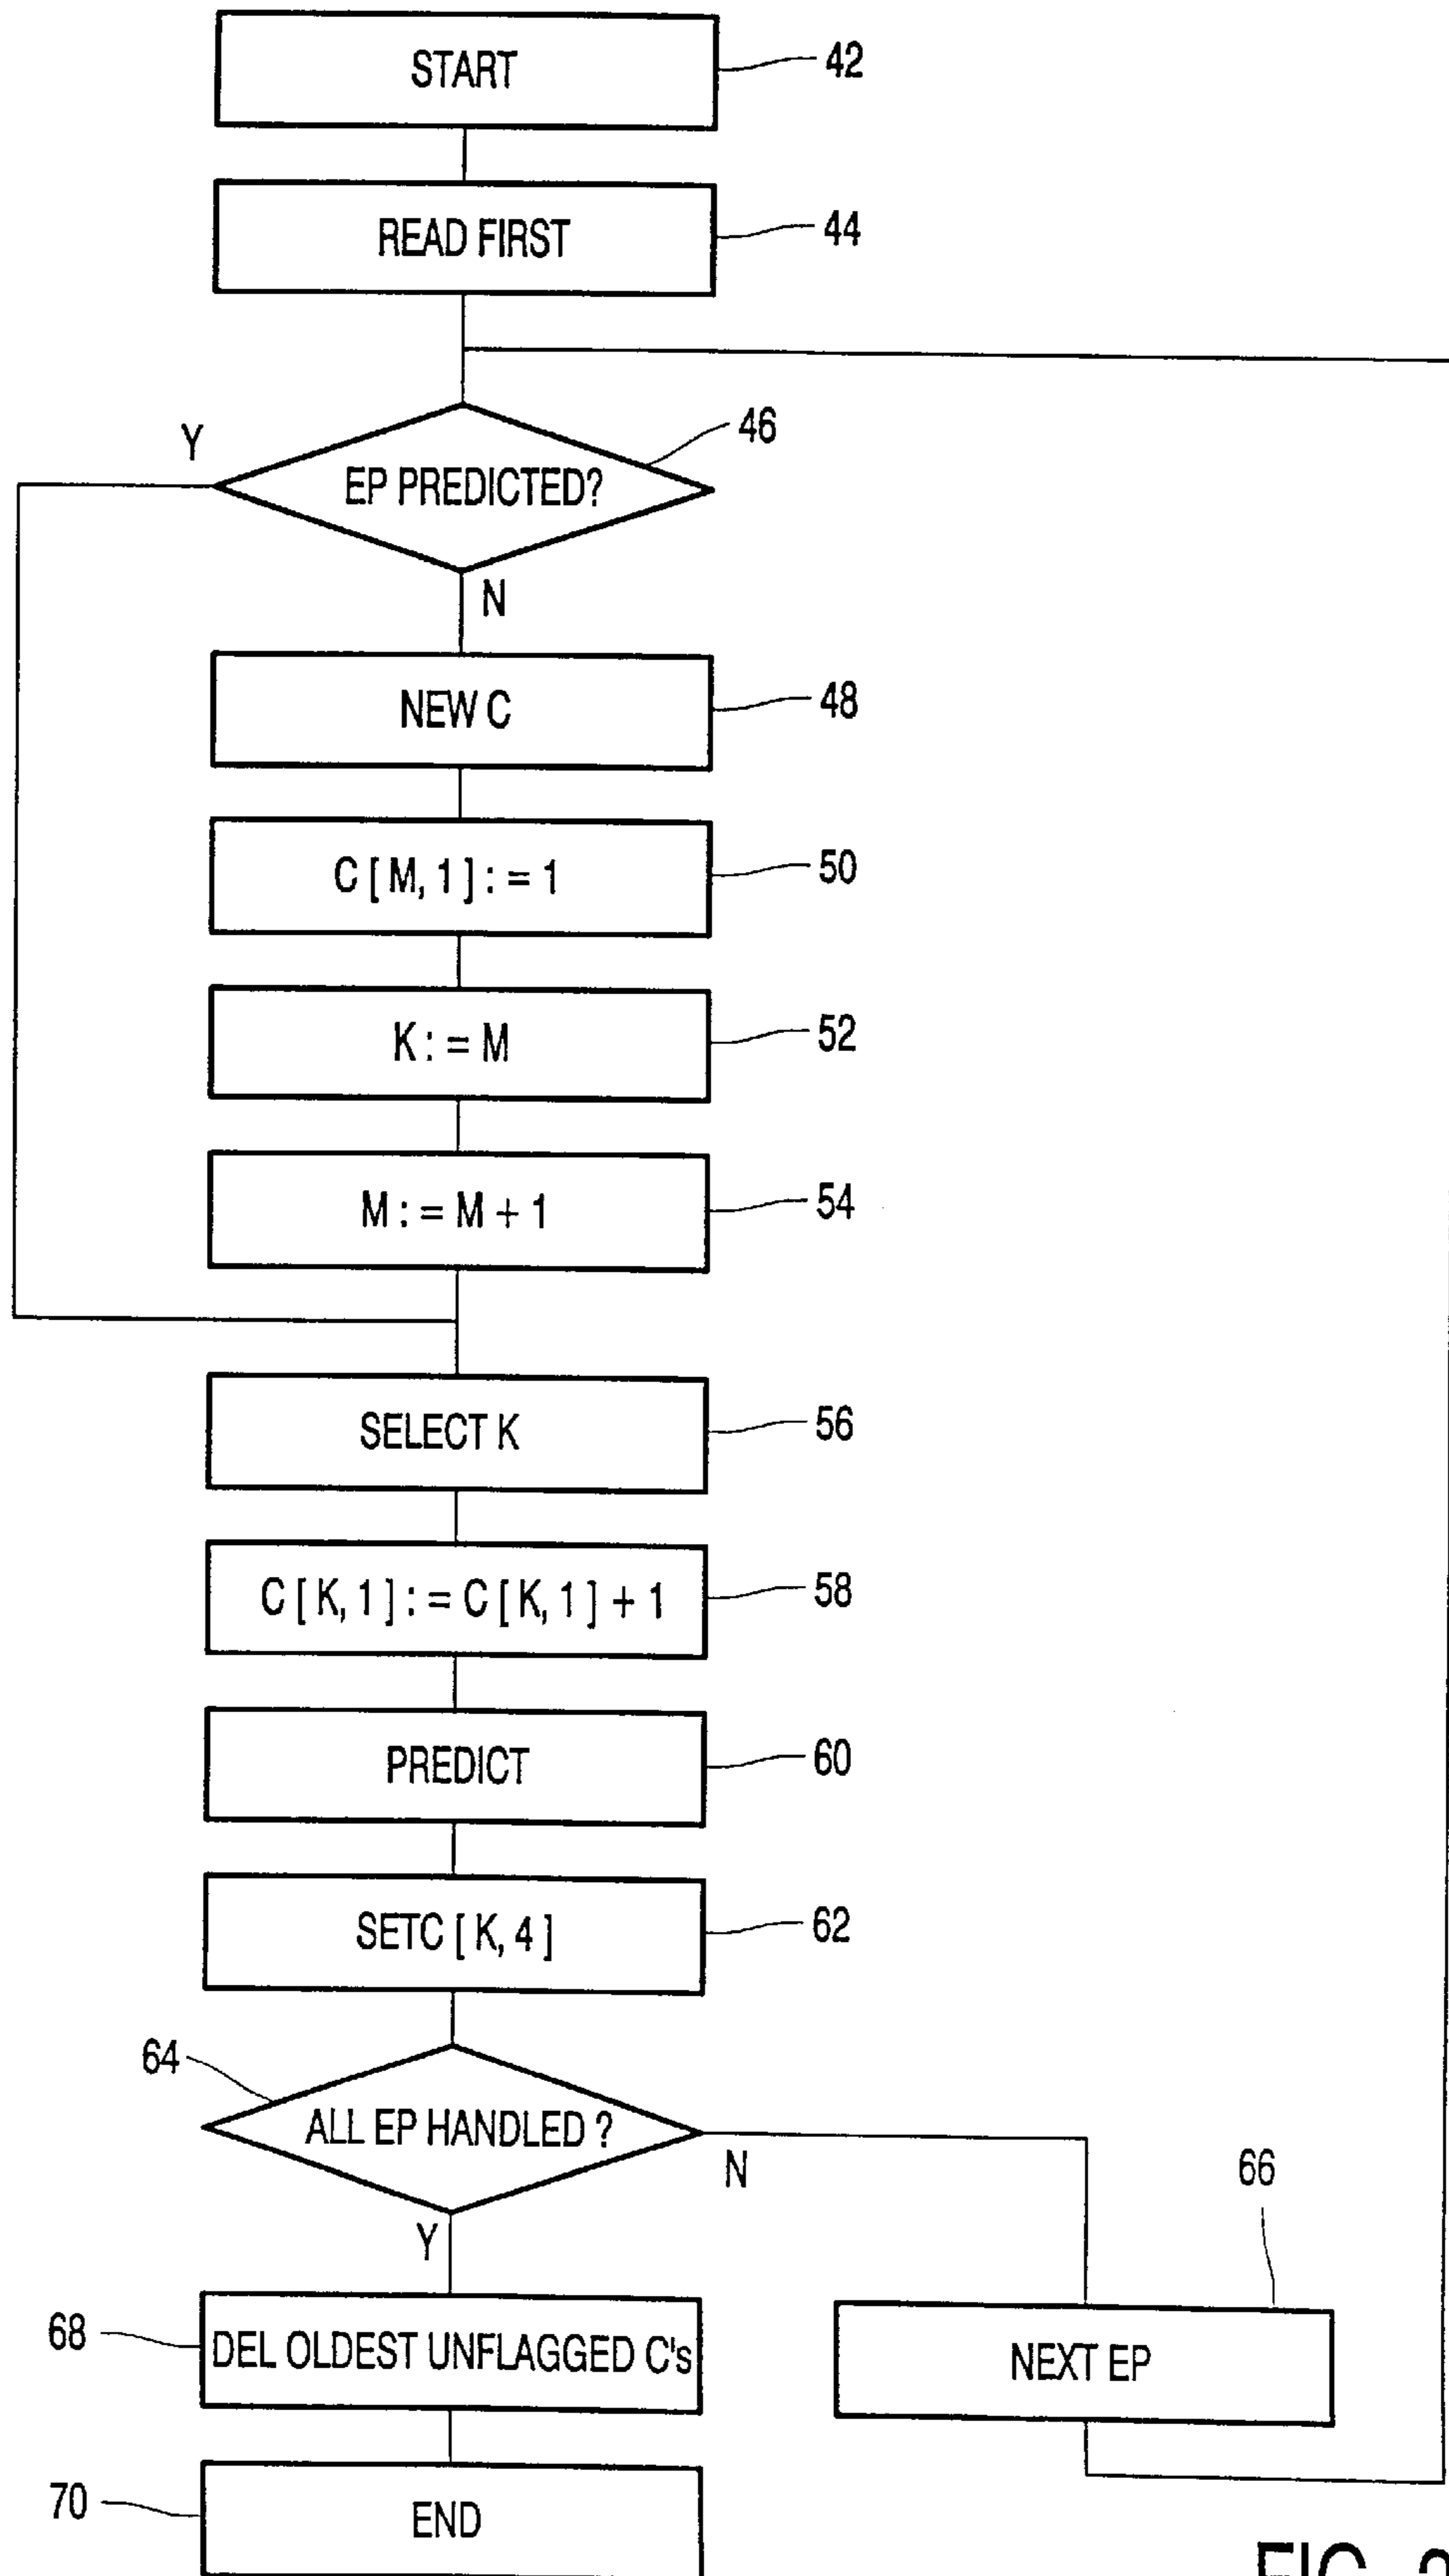 START
42
READ FIRST
44
46
Y
EP PREDICTED?
N
NEW C
48
C [ M, 1 ] : = 1
50
K : = M
52
M : = M + 1
54
SELECT K
56
C [ K, 1 ] : = C [ K, 1 ] + 1
58
PREDICT
60
SETC [ K, 4 ]
62
64
ALL EP HANDLED ?
N
66
Y
68
DEL OLDEST UNFLAGGED C's
NEXT EP
70
END
FIG.